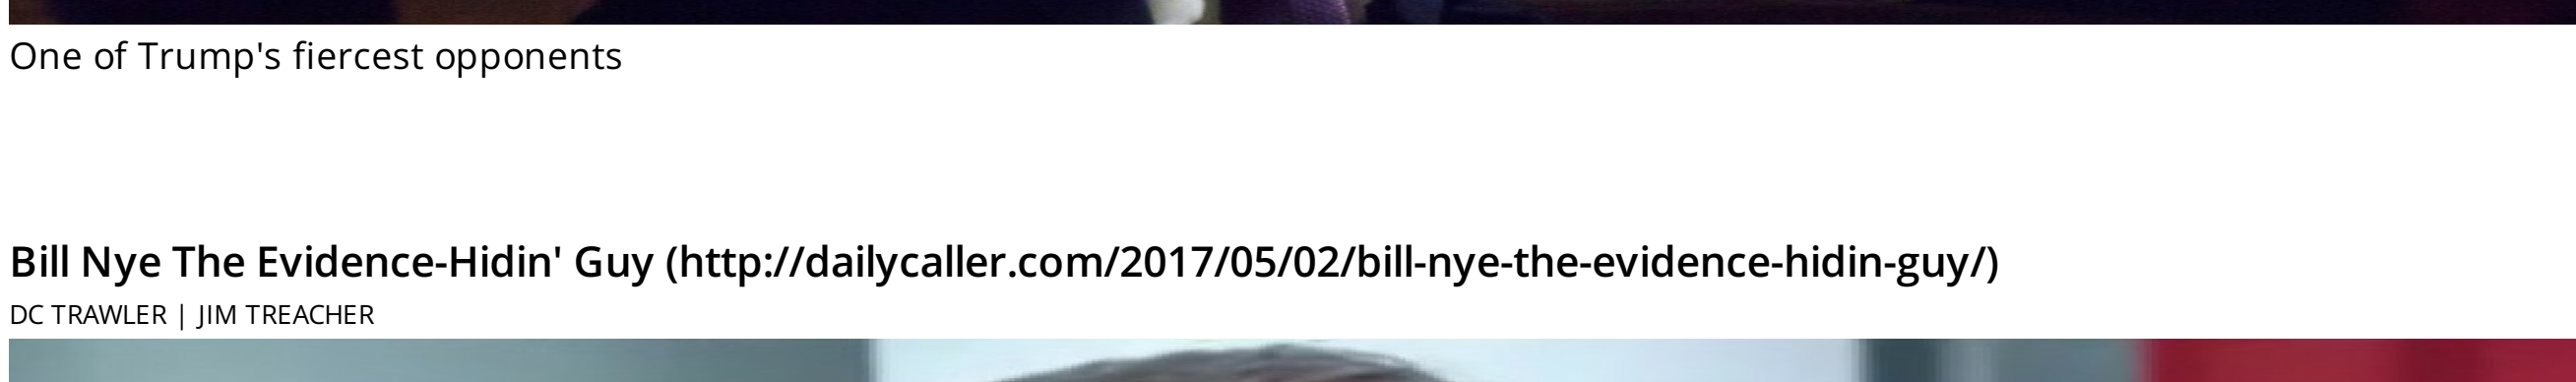 One of Trump's fiercest opponents
Bill Nye The Evidence-Hidin' Guy (http://dailycaller.com/2017/05/02/bill-nye-the-evidence-hidin-guy/)
DC TRAWLER | JIM TREACHER